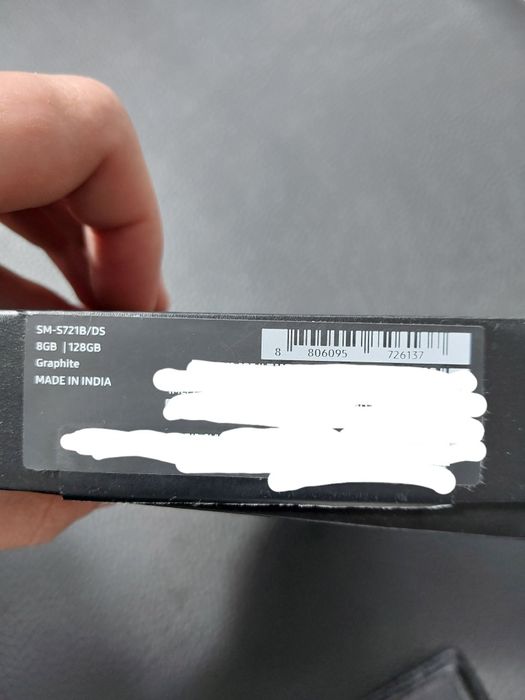 SM-S721B/DS
8GB | 128GB
Graphite
MADE IN INDIA
8 806095 726137